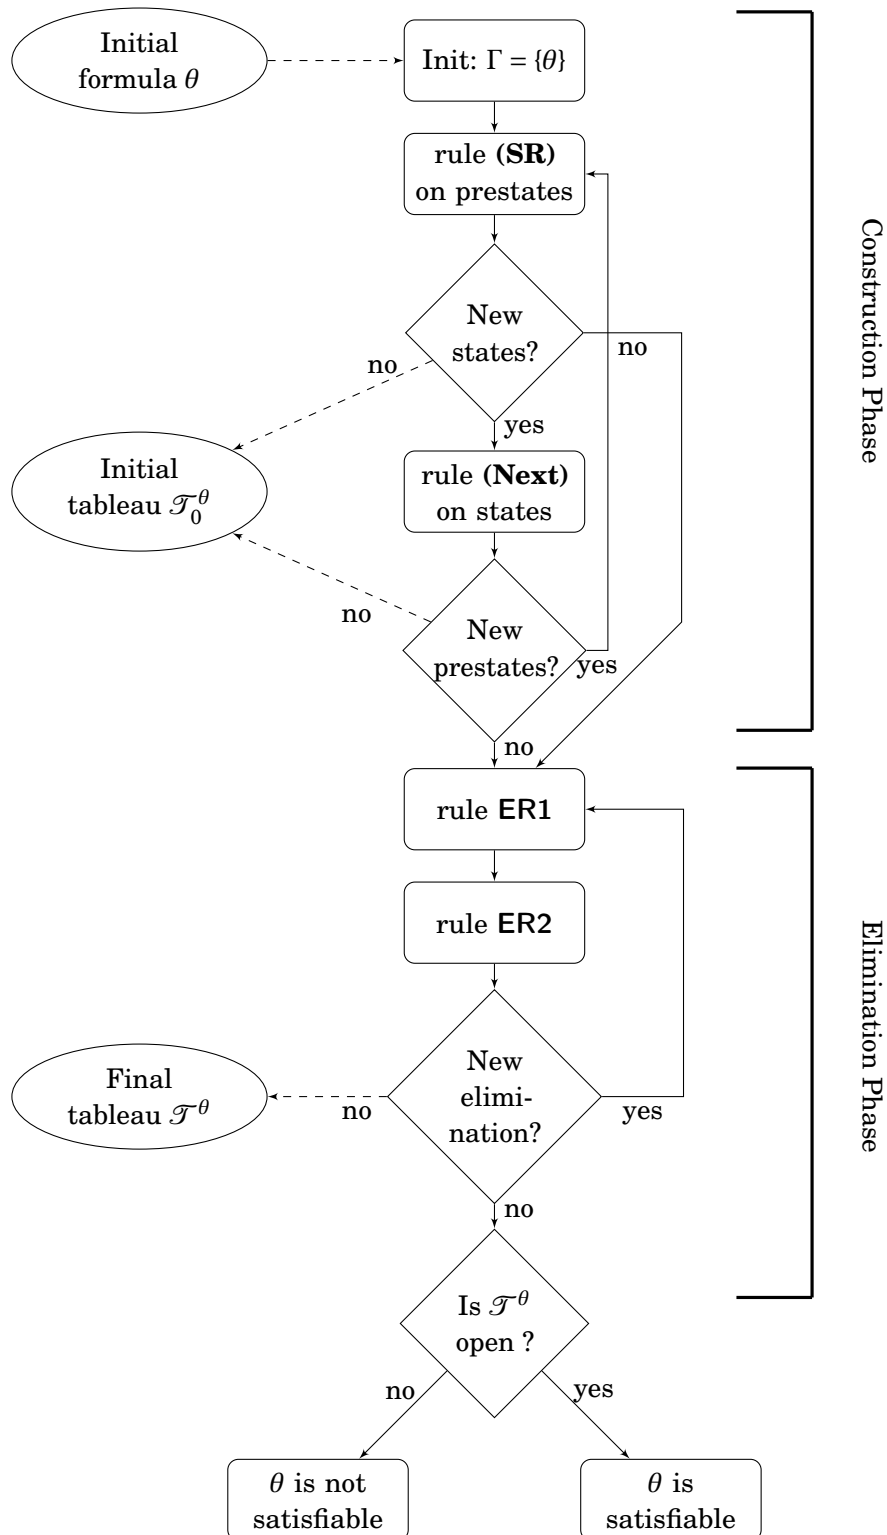 Initial
formula θ
Init: Γ = {θ}
rule (SR)
on prestates
New
states?
no
no
yes
Initial
tableau 𝒯₀^θ
rule (Next)
on states
no
New
prestates?
yes
no
Construction Phase
rule ER1
rule ER2
New
elimi-
nation?
yes
no
Final
tableau 𝒯^θ
no
Elimination Phase
Is 𝒯^θ
open ?
no
yes
θ is not
satisfiable
θ is
satisfiable